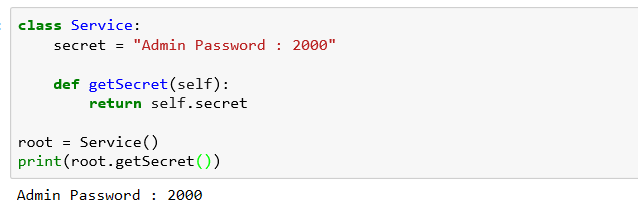 class Service:
    secret = "Admin Password : 2000"
    def getSecret(self):
        return self.secret
root = Service()
print(root.getSecret())
Admin Password : 2000